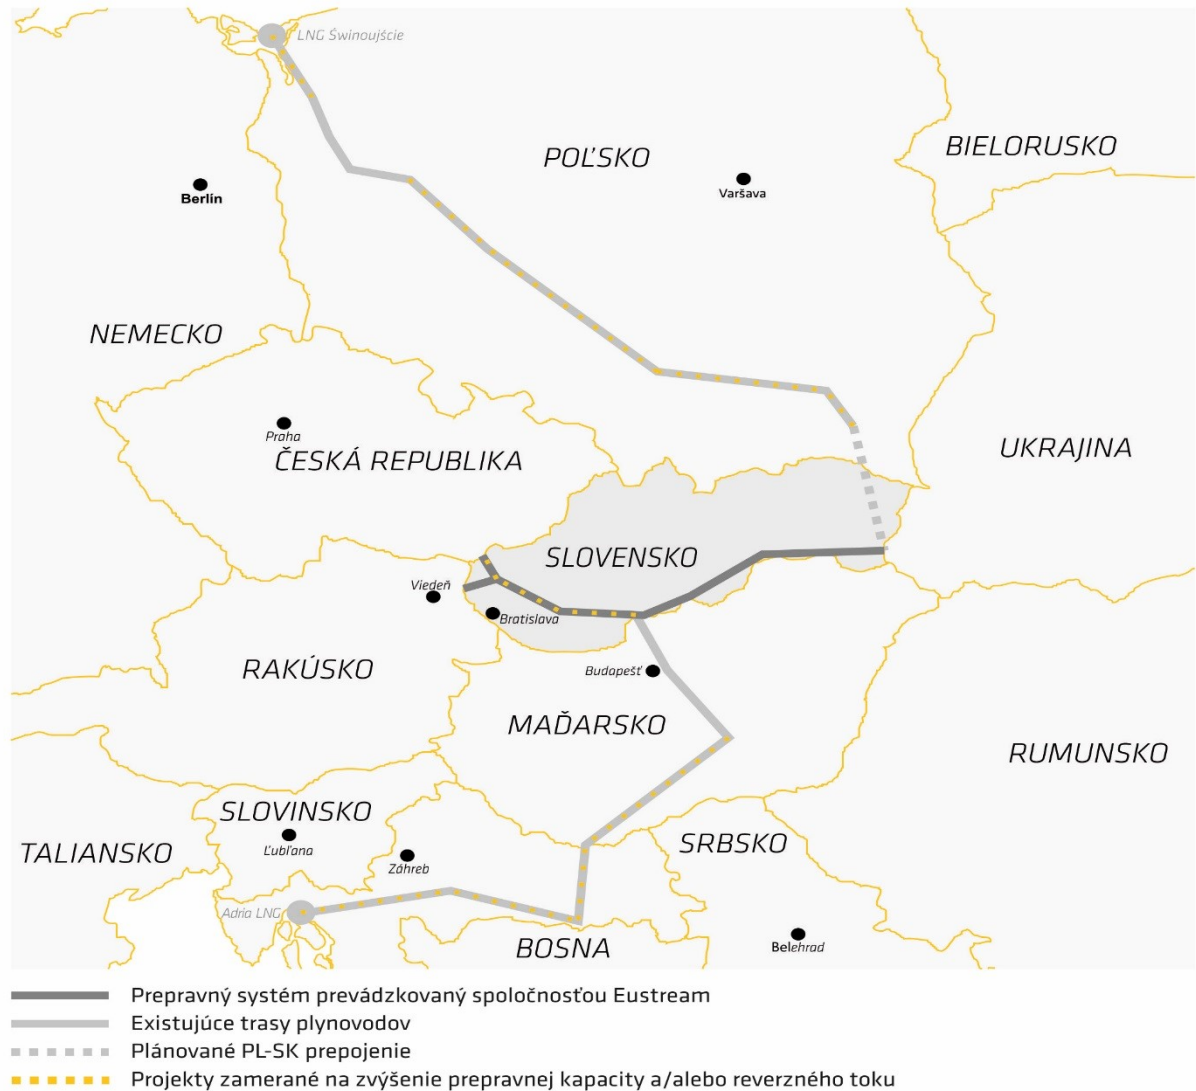 LNG Świnoujście
POĽSKO
BIELORUSKO
Berlín
Varšava
NEMECKO
Praha
ČESKÁ REPUBLIKA
UKRAJINA
SLOVENSKO
Viedeň
Bratislava
RAKÚSKO
Budapešť
MAĎARSKO
RUMUNSKO
SLOVINSKO
Ľubľana
TALIANSKO
Záhreb
SRBSKO
Adria LNG
BOSNA
Belehrad
Prepravný systém prevádzkovaný spoločnosťou Eustream
Existujúce trasy plynovodov
Plánované PL-SK prepojenie
Projekty zamerané na zvýšenie prepravnej kapacity a/alebo reverzného toku